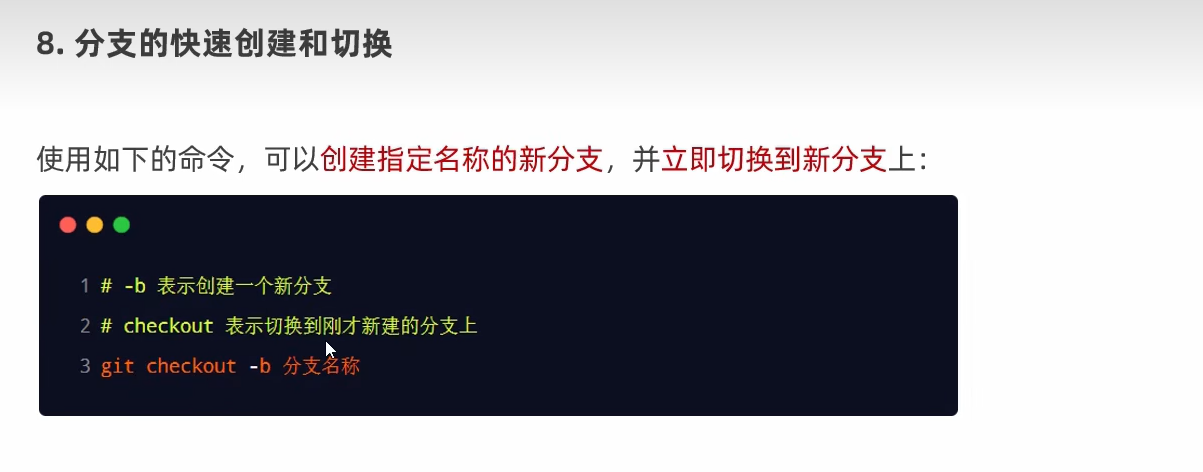 8. 分支的快速创建和切换
使用如下的命令，可以创建指定名称的新分支，并立即切换到新分支上：
1 # -b 表示创建一个新分支
2 # checkout 表示切换到刚才新建的分支上
3 git checkout -b 分支名称